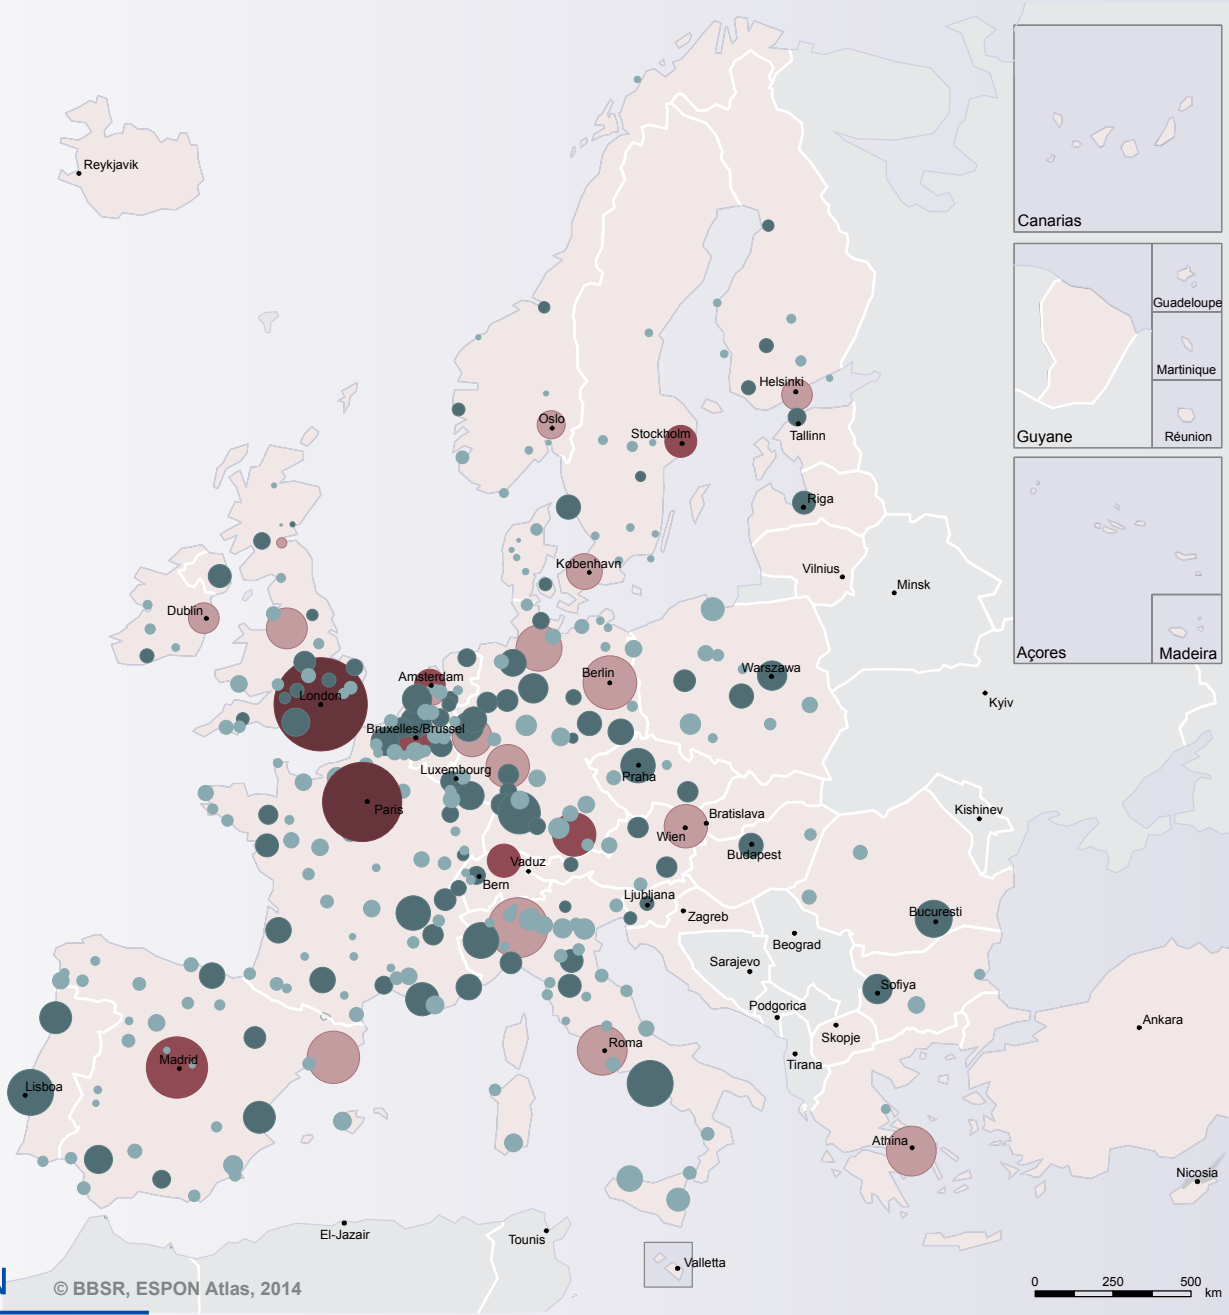 Reykjavik
Canarias
Guadeloupe
Martinique
Guyane
Réunion
Helsinki
Oslo
Stockholm
Tallinn
Riga
Açores
Madeira
København
Vilnius
Minsk
Dublin
Amsterdam
Berlin
Warszawa
London
Kyiv
Bruxelles/Brussel
Luxembourg
Praha
Paris
Kishinev
Bratislava
Wien
Budapest
Vaduz
Bern
Ljubljana
Zagreb
Bucuresti
Beograd
Sarajevo
Sofiya
Podgorica
Skopje
Ankara
Roma
Madrid
Tirana
Lisboa
Athina
Nicosia
El-Jazair
Tounis
Valletta
0 250 500
km
© BBSR, ESPON Atlas, 2014